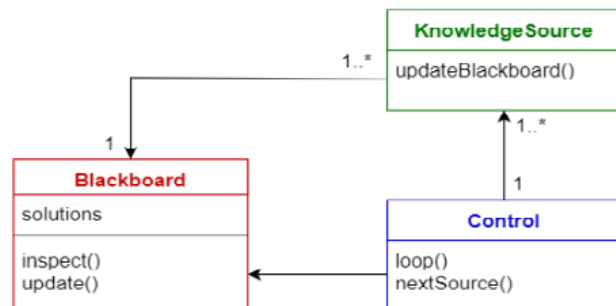 KnowledgeSource
updateBlackboard()
1..*
1..*
1
1
Blackboard
solutions
inspect()
update()
Control
loop()
nextSource()